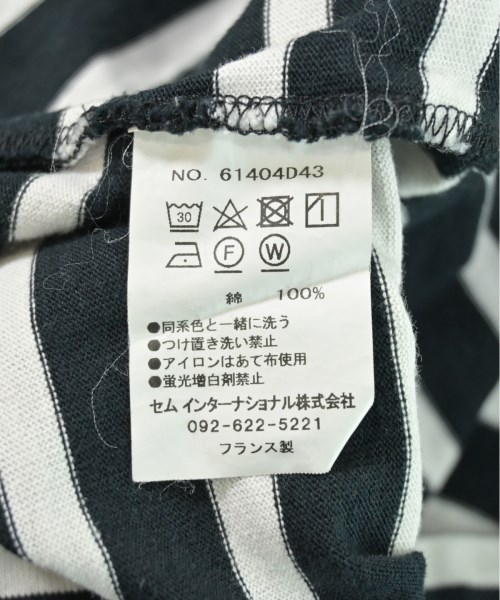 NO. 61404D43
30
F W
綿 100%
●同系色と一緒に洗う
●つけ置き洗い禁止
●アイロンはあて布使用
●蛍光増白剤禁止
セム インターナショナル株式会社
092-622-5221
フランス製